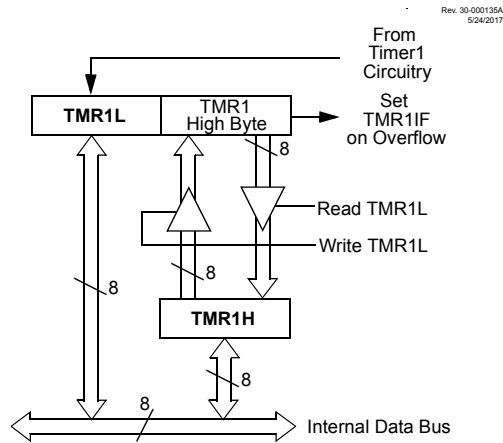 Rev. 30-000135A
5/24/2017
From
Timer1
Circuitry
TMR1L
TMR1
High Byte
Set
TMR1IF
on Overflow
8
Read TMR1L
Write TMR1L
8
8
TMR1H
8
8
Internal Data Bus